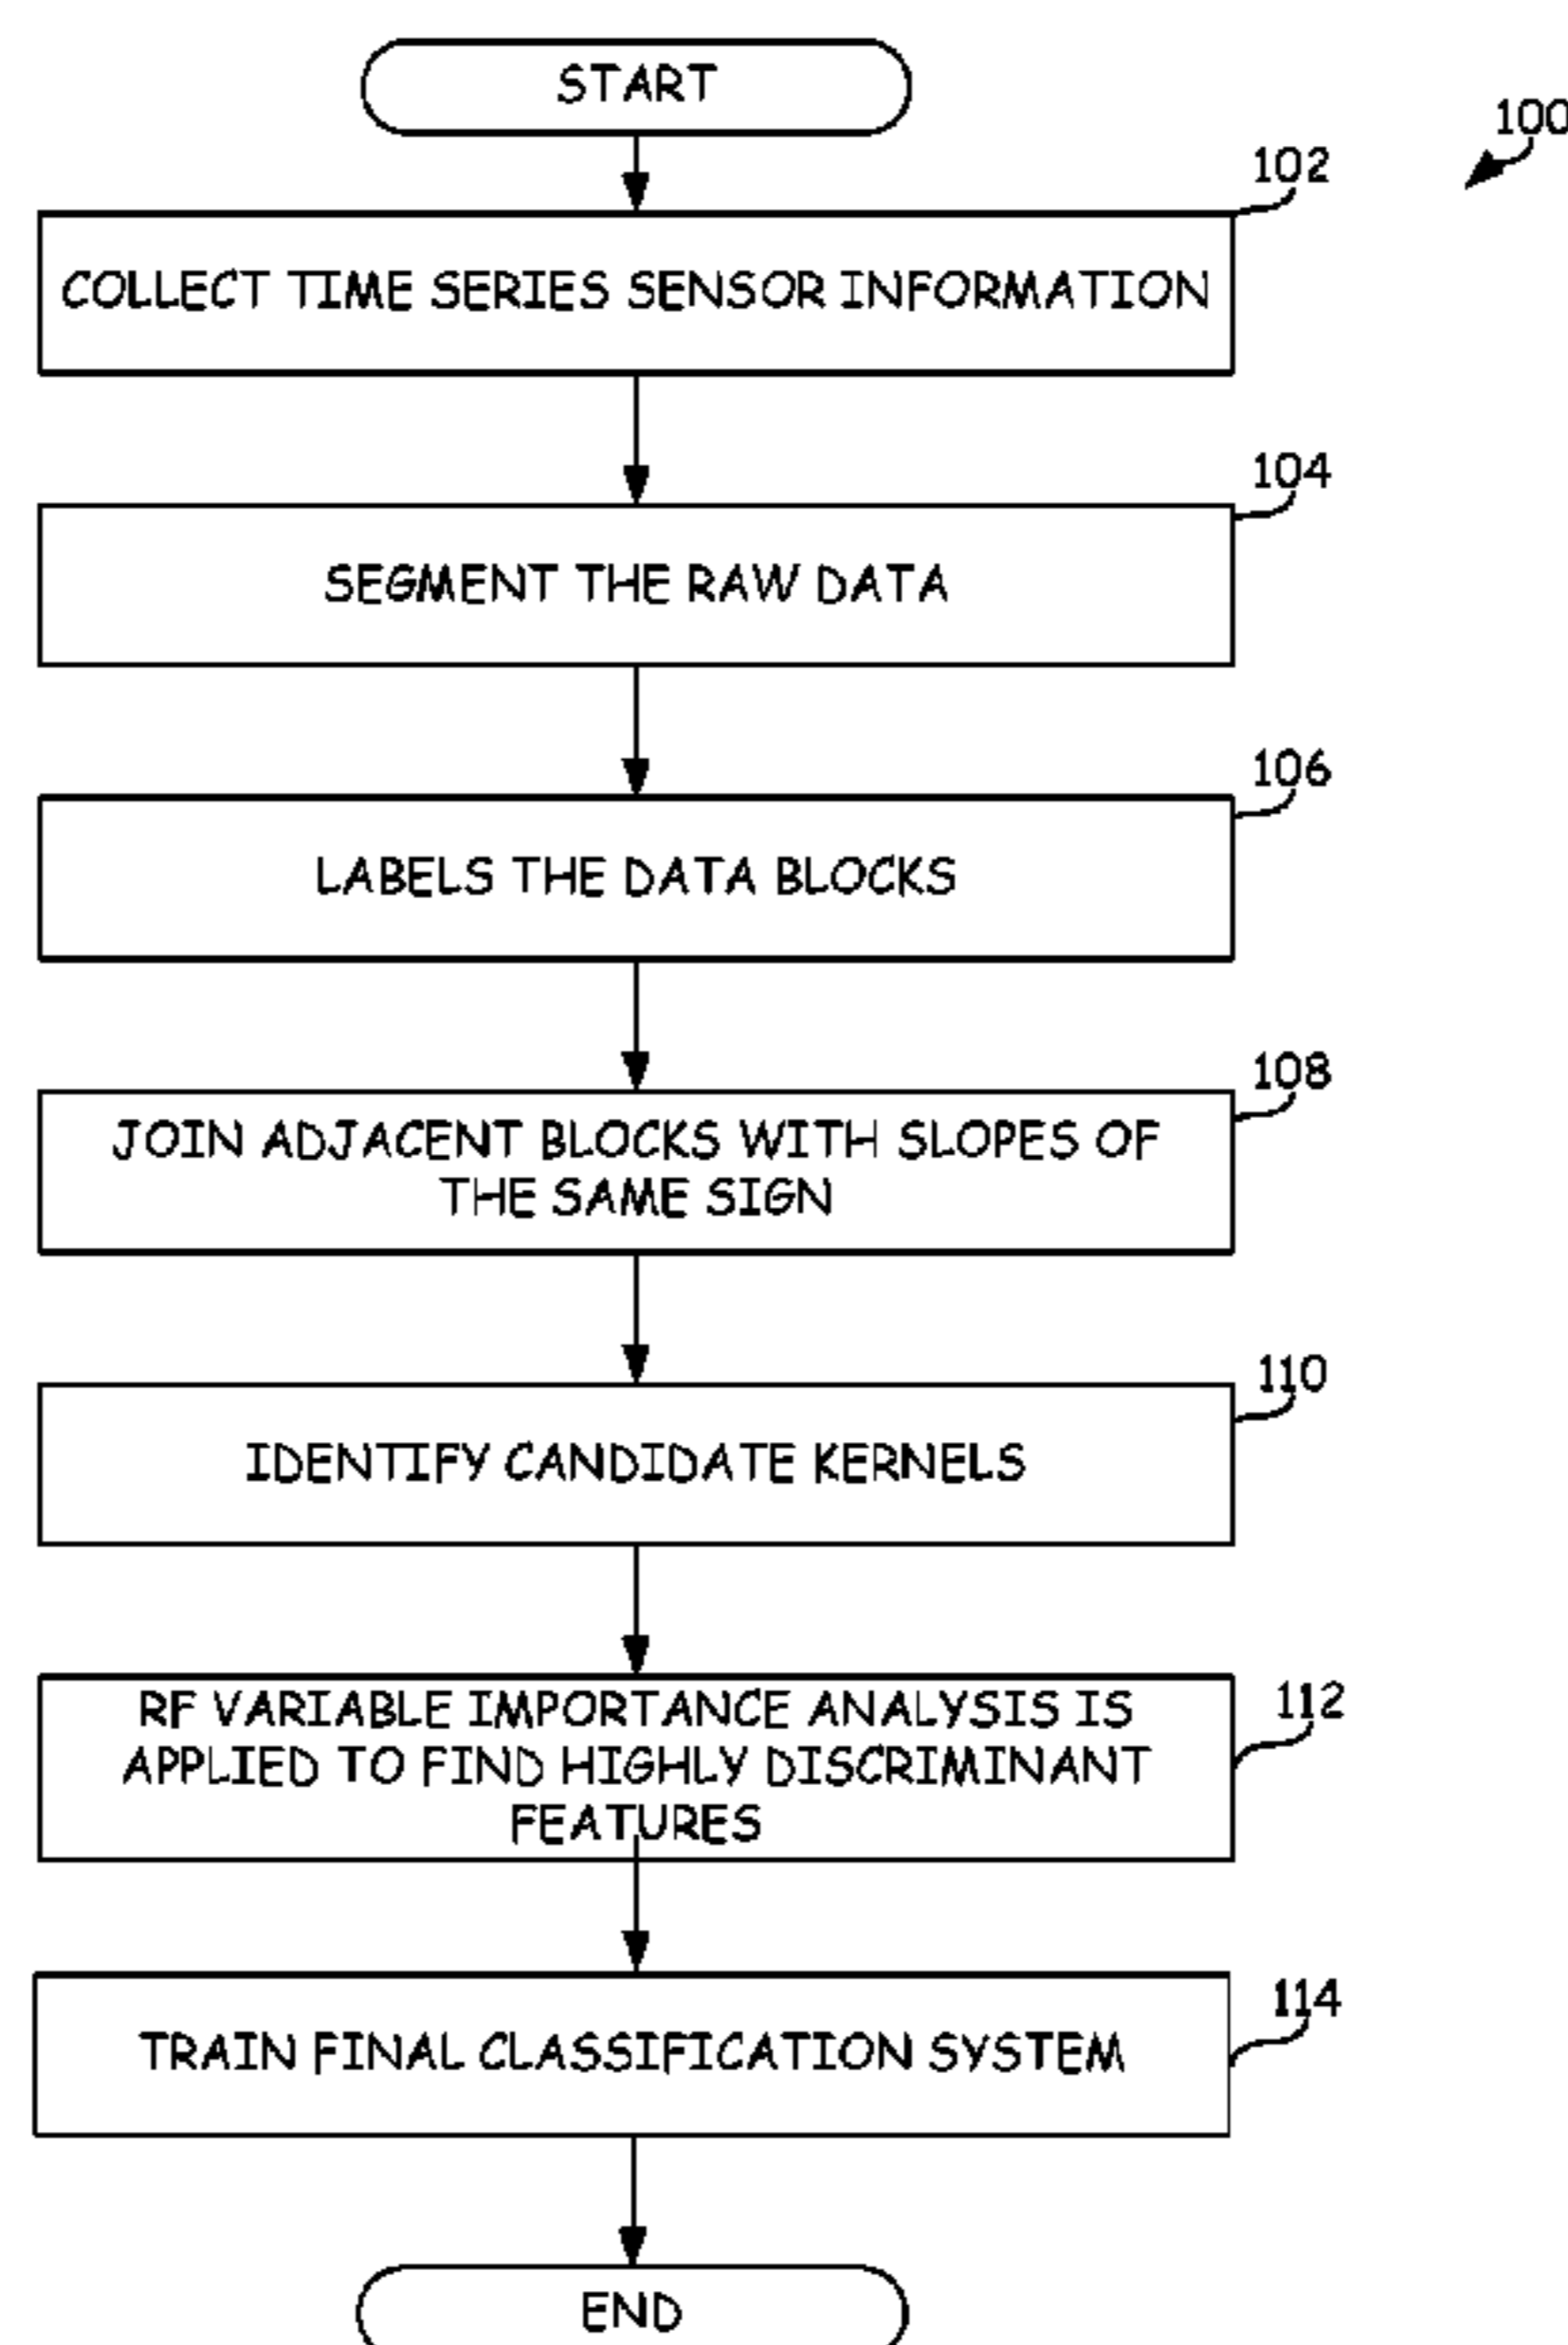 START
100
102
COLLECT TIME SERIES SENSOR INFORMATION
104
SEGMENT THE RAW DATA
106
LABELS THE DATA BLOCKS
108
JOIN ADJACENT BLOCKS WITH SLOPES OF
THE SAME SIGN
110
IDENTIFY CANDIDATE KERNELS
112
RF VARIABLE IMPORTANCE ANALYSIS IS
APPLIED TO FIND HIGHLY DISCRIMINANT
FEATURES
114
TRAIN FINAL CLASSIFICATION SYSTEM
END